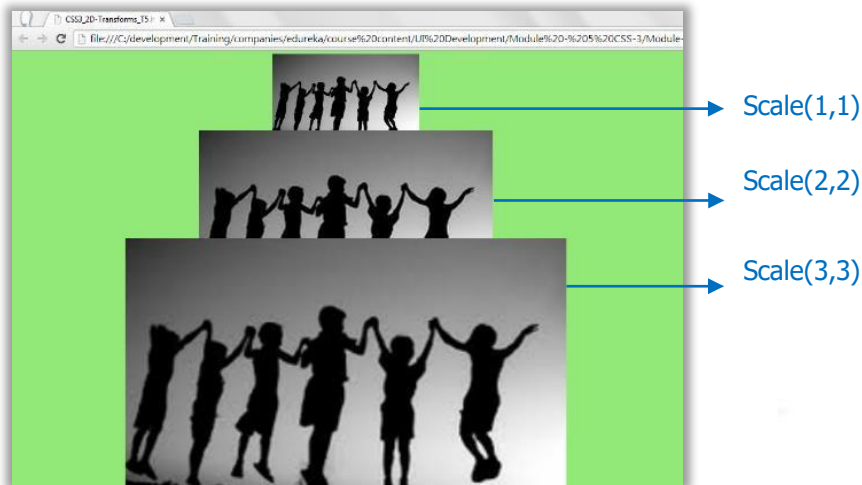 CSS3_2D-Transforms_T5.h
file:///C:/development/Training/companies/edureka/course%20content/UI%20Development/Module%20-%205%20CSS-3/Module-
Scale(1,1)
Scale(2,2)
Scale(3,3)